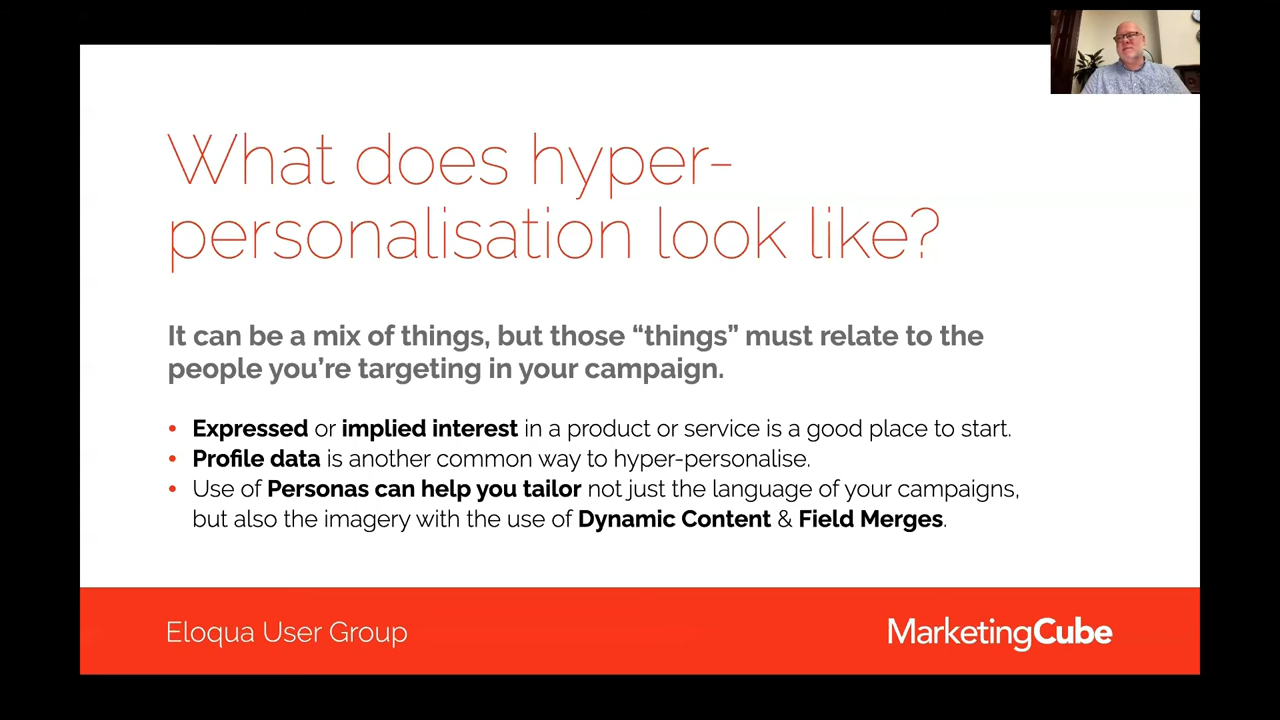 What does hyper-
personalisation look like?
It can be a mix of things, but those “things” must relate to the
people you’re targeting in your campaign.
• Expressed or implied interest in a product or service is a good place to start.
• Profile data is another common way to hyper-personalise.
• Use of Personas can help you tailor not just the language of your campaigns,
but also the imagery with the use of Dynamic Content & Field Merges.
Eloqua User Group
MarketingCube